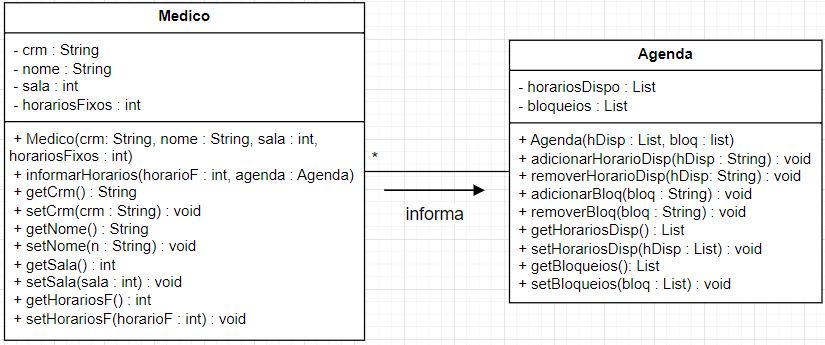 Medico
- crm : String
- nome : String
- sala : int
- horariosFixos : int
+ Medico(crm: String, nome : String, sala : int,
horariosFixos : int)
+ informarHorarios(horarioF : int, agenda : Agenda)
+ getCrm() : String
+ setCrm(crm : String) : void
+ getNome() : String
+ setNome(n : String) : void
+ getSala() : int
+ setSala(sala : int) : void
+ getHorariosF() : int
+ setHorariosF(horarioF : int) : void
*
informa
Agenda
- horariosDispo : List
- bloqueios : List
+ Agenda(hDisp : List, bloq : list)
+ adicionarHorarioDisp(hDisp : String) : void
+ removerHorarioDisp(hDisp: String) : void
+ adicionarBloq(bloq : String) : void
+ removerBloq(bloq : String) : void
+ getHorariosDisp() : List
+ setHorariosDisp(hDisp : List) : void
+ getBloqueios(): List
+ setBloqueios(bloq : List) : void